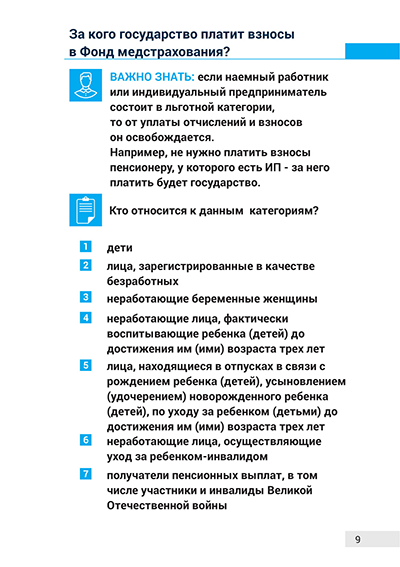 За кого государство платит взносы
в Фонд медстрахования?
ВАЖНО ЗНАТЬ: если наемный работник
или индивидуальный предприниматель
состоит в льготной категории,
то от уплаты отчислений и взносов
он освобождается.
Например, не нужно платить взносы
пенсионеру, у которого есть ИП - за него
платить будет государство.
Кто относится к данным категориям?
1 дети
2 лица, зарегистрированные в качестве
безработных
3 неработающие беременные женщины
4 неработающие лица, фактически
воспитывающие ребенка (детей) до
достижения им (ими) возраста трех лет
5 лица, находящиеся в отпусках в связи с
рождением ребенка (детей), усыновлением
(удочерением) новорожденного ребенка
(детей), по уходу за ребенком (детьми) до
достижения им (ими) возраста трех лет
6 неработающие лица, осуществляющие
уход за ребенком-инвалидом
7 получатели пенсионных выплат, в том
числе участники и инвалиды Великой
Отечественной войны
9